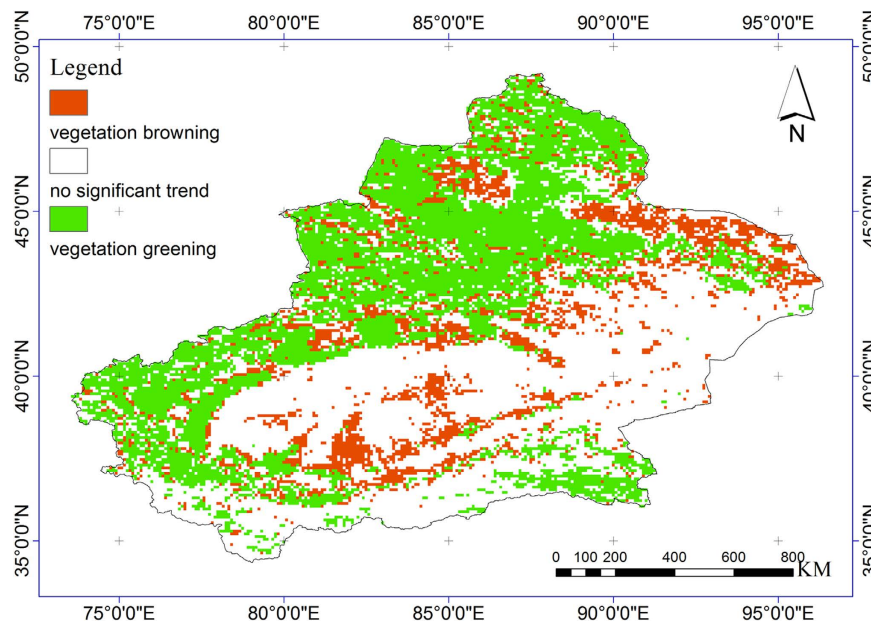 75°0'0"E 80°0'0"E 85°0'0"E 90°0'0"E 95°0'0"E
50°0'0"N 50°0'0"N
Legend
vegetation browning
no significant trend
vegetation greening
N
45°0'0"N 45°0'0"N
40°0'0"N 40°0'0"N
35°0'0"N 35°0'0"N
0 100 200 400 600 800
KM
75°0'0"E 80°0'0"E 85°0'0"E 90°0'0"E 95°0'0"E